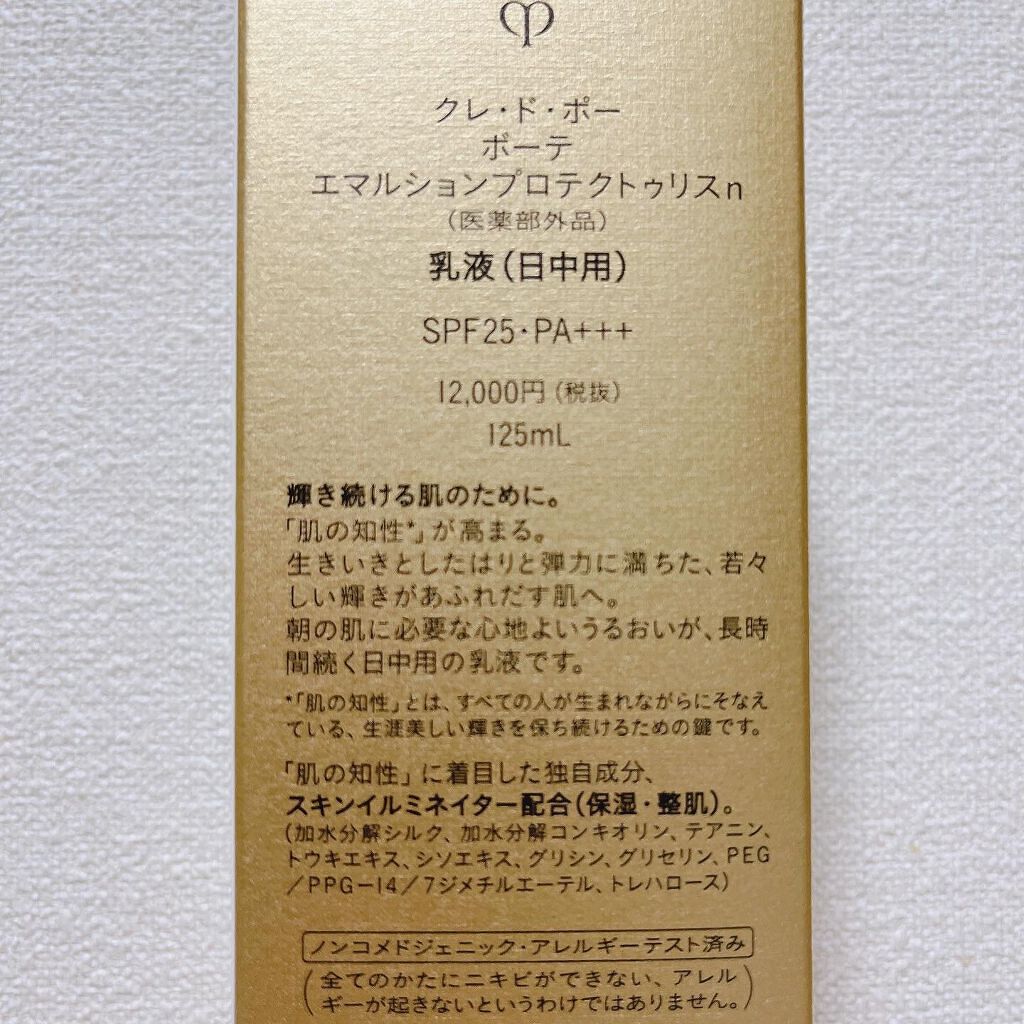 クレ・ド・ポー
ボーテ
エマルションプロテクトゥリスn
（医薬部外品）
乳液（日中用）
SPF25・PA+++
12,000円（税抜）
125mL
輝き続ける肌のために。
「肌の知性*」が高まる。
生きいきとしたはりと弾力に満ちた、若々
しい輝きがあふれだす肌へ。
朝の肌に必要な心地よいうるおいが、長時
間続く日中用の乳液です。
*「肌の知性」とは、すべての人が生まれながらにそなえ
ている、生涯美しい輝きを保ち続けるための鍵です。
「肌の知性」に着目した独自成分、
スキンイルミネイター配合（保湿・整肌）。
（加水分解シルク、加水分解コンキオリン、テアニン、
トウキエキス、シソエキス、グリシン、グリセリン、PEG
／PPG－14／7ジメチルエーテル、トレハロース）
ノンコメドジェニック・アレルギーテスト済み
（全てのかたにニキビができない、アレル
ギーが起きないというわけではありません。）